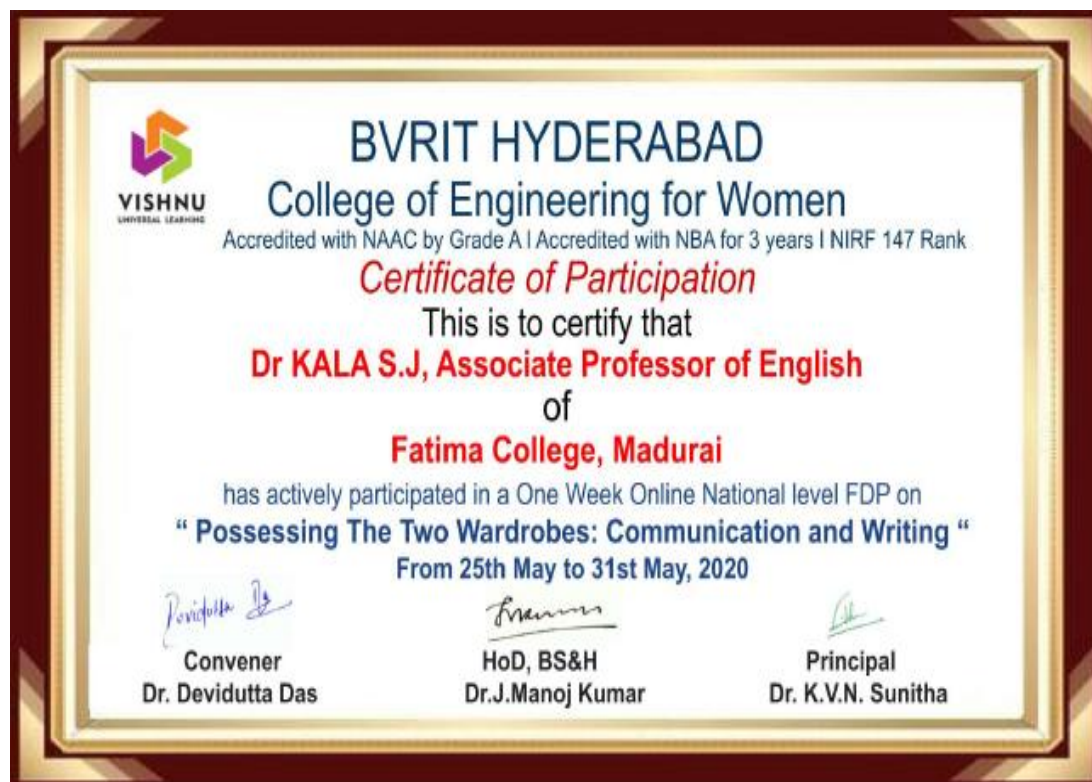 VISHNU
UNIVERSAL LEARNING
BVRIT HYDERABAD
College of Engineering for Women
Accredited with NAAC by Grade A I Accredited with NBA for 3 years I NIRF 147 Rank
Certificate of Participation
This is to certify that
Dr KALA S.J, Associate Professor of English
of
Fatima College, Madurai
has actively participated in a One Week Online National level FDP on
“ Possessing The Two Wardrobes: Communication and Writing “
From 25th May to 31st May, 2020
Devidutta Das
Convener
Dr. Devidutta Das
HoD, BS&H
Dr.J.Manoj Kumar
Principal
Dr. K.V.N. Sunitha